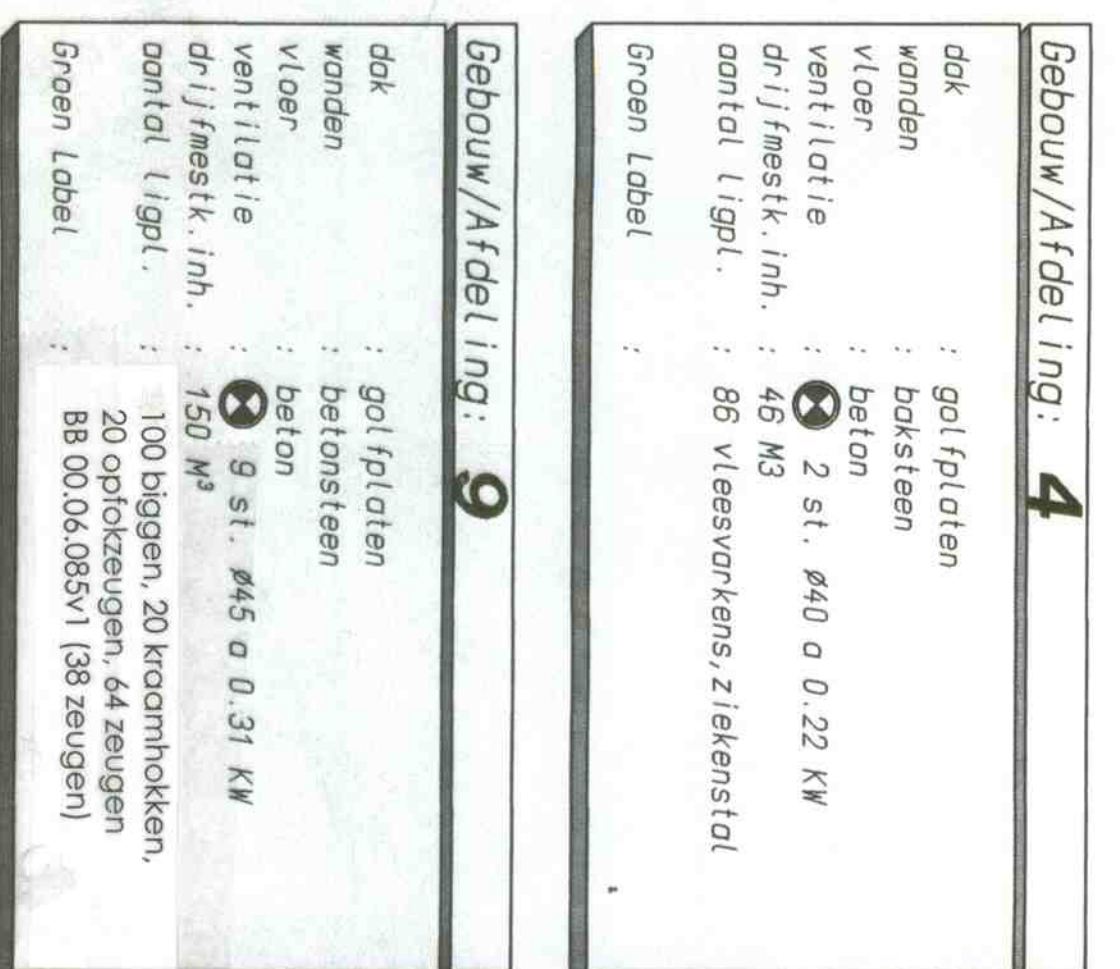 Gebouw/Afdeling: 4
dak : golfplaten
wanden : baksteen
vloer : beton
ventilatie : 2 st. ø40 a 0.22 KW
drijfmestk.inh. : 46 M3
aantal ligpl. : 86 vleesvarkens,ziekenstal
Groen Label :
Gebouw/Afdeling: 9
dak : golfplaten
wanden : betonsteen
vloer : beton
ventilatie : 9 st. ø45 a 0.31 KW
drijfmestk.inh. : 150 M³
aantal ligpl. : 100 biggen, 20 kraamhokken,
20 opfokzeugen, 64 zeugen
Groen Label : BB 00.06.085v1 (38 zeugen)